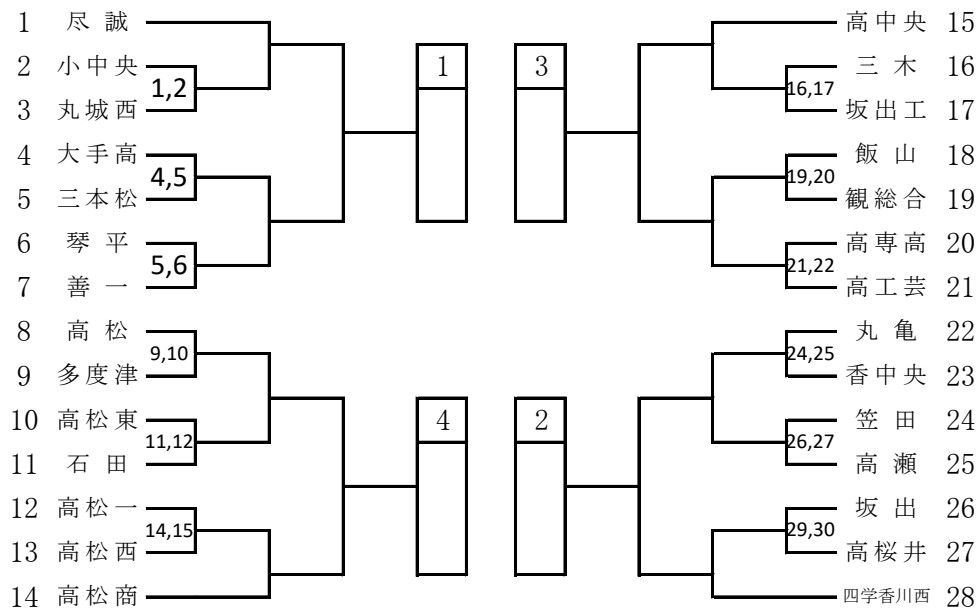 1 尽誠
2 小中央
1,2
3 丸城西
4 大手高
4,5
5 三本松
6 琴平
5,6
7 善一
8 高松
9,10
9 多度津
10 高松東
11,12
11 石田
12 高松一
14,15
13 高松西
14 高松商
1
3
4
2
高中央 15
三木 16
16,17
坂出工 17
飯山 18
19,20
観総合 19
高専高 20
21,22
高工芸 21
丸亀 22
24,25
香中央 23
笠田 24
26,27
高瀬 25
坂出 26
29,30
高桜井 27
四学香川西 28